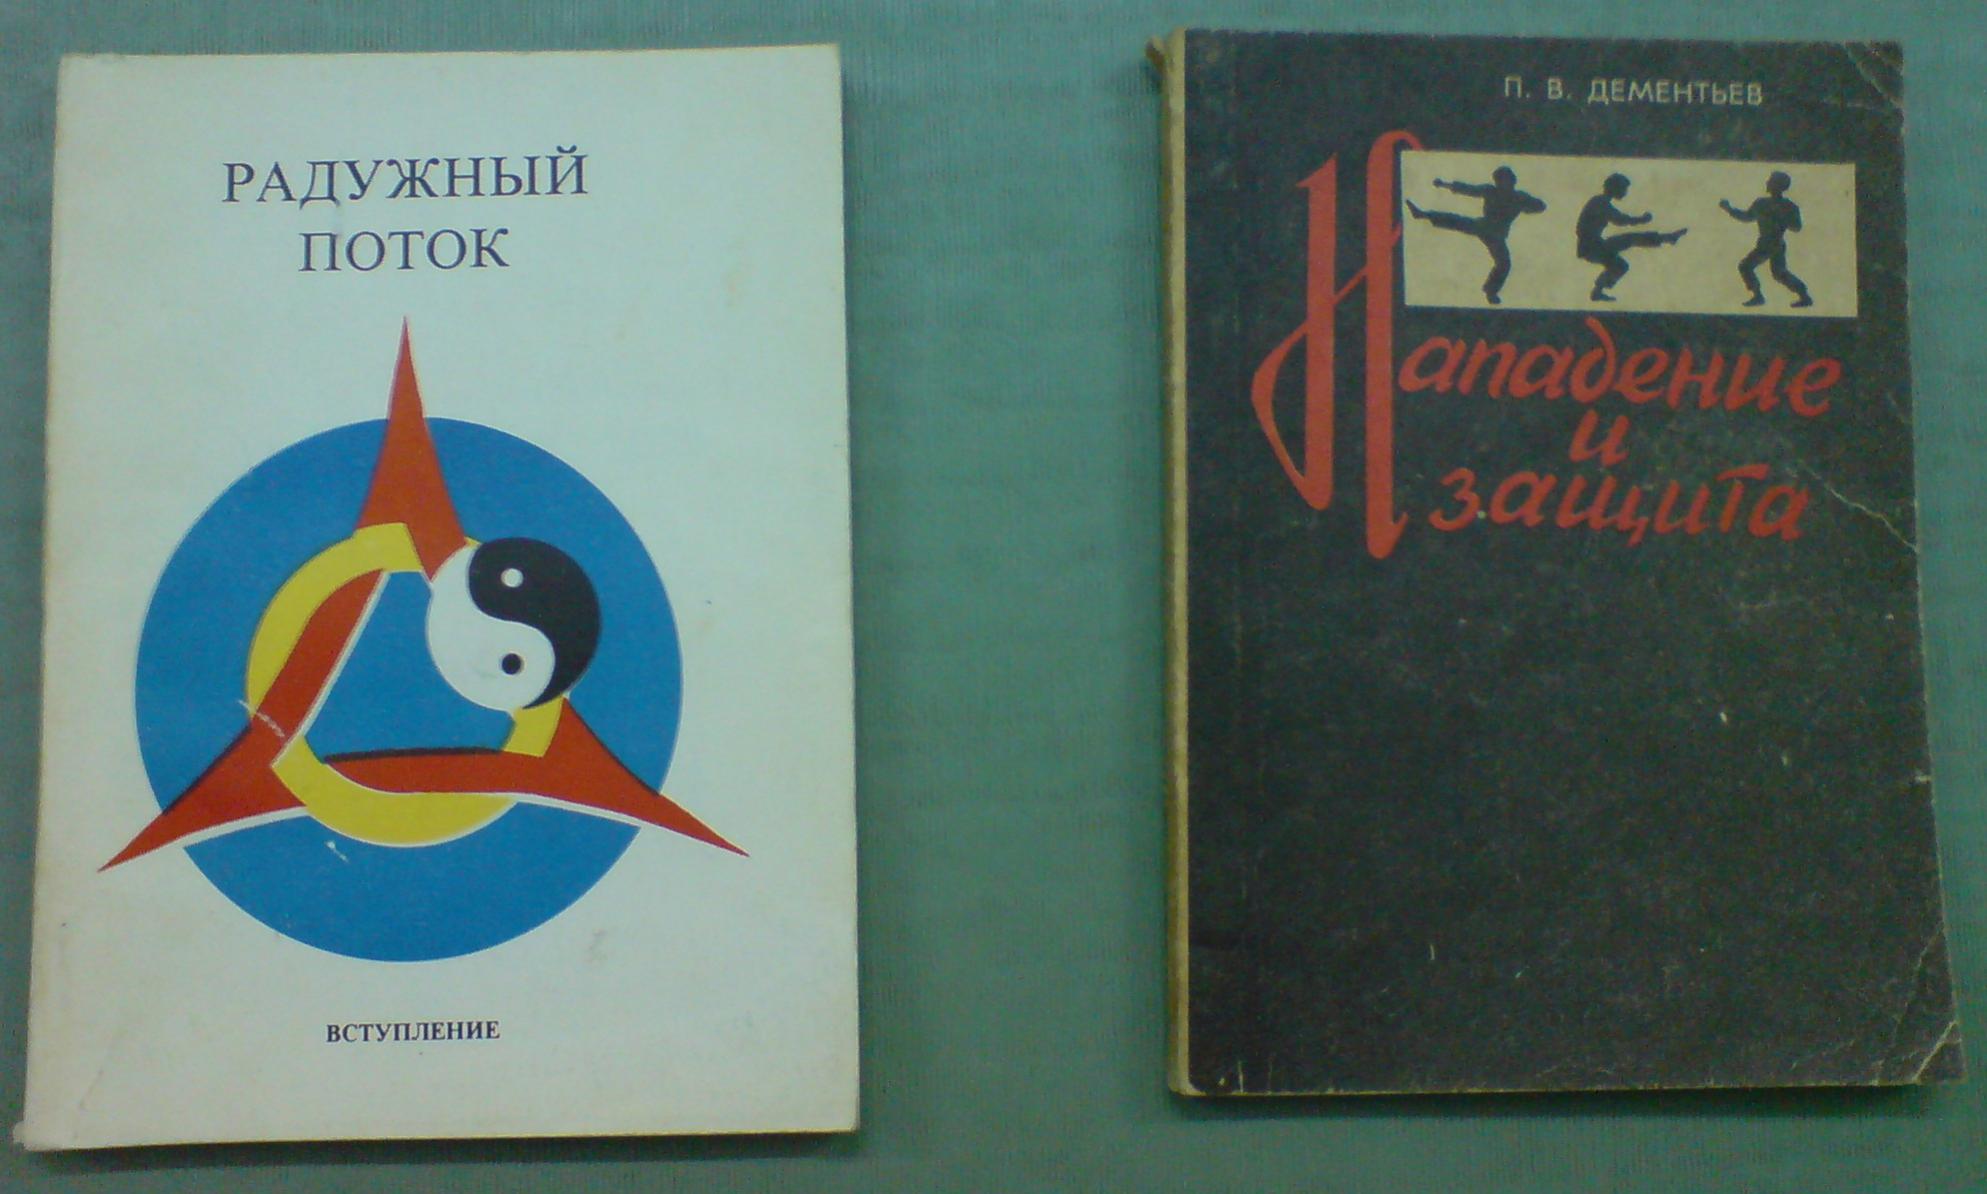 РАДУЖНЫЙ
ПОТОК
ВСТУПЛЕНИЕ
П. В. ДЕМЕНТЬЕВ
Нападение
и
защита